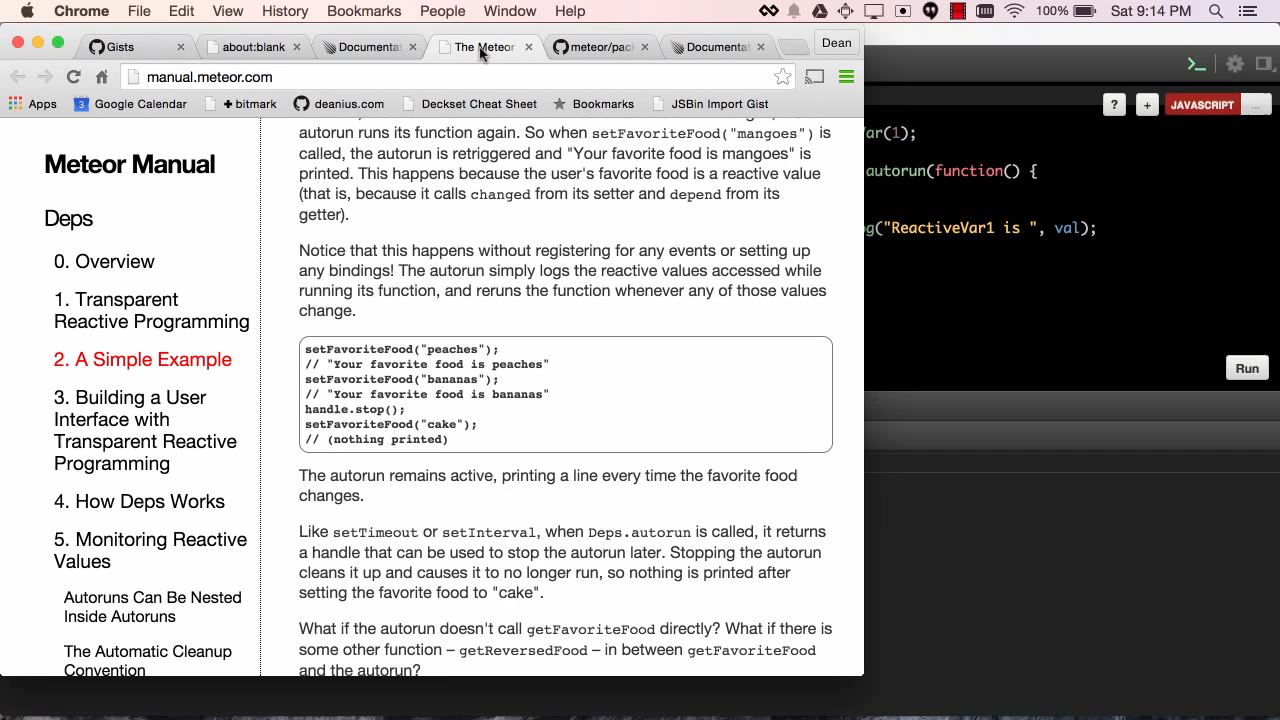 Chrome File Edit View History Bookmarks People Window Help 100% Sat 9:14 PM
Gists about:blank Documentat The Meteor meteor/pack Documentat Dean
manual.meteor.com
Apps Google Calendar + bitmark deanius.com Deckset Cheat Sheet Bookmarks JSBin Import Gist
Meteor Manual
Deps
0. Overview
1. Transparent
Reactive Programming
2. A Simple Example
3. Building a User
Interface with
Transparent Reactive
Programming
4. How Deps Works
5. Monitoring Reactive
Values
Autoruns Can Be Nested
Inside Autoruns
The Automatic Cleanup
Convention
autorun runs its function again. So when setFavoriteFood("mangoes") is
called, the autorun is retriggered and "Your favorite food is mangoes" is
printed. This happens because the user's favorite food is a reactive value
(that is, because it calls changed from its setter and depend from its
getter).
Notice that this happens without registering for any events or setting up
any bindings! The autorun simply logs the reactive values accessed while
running its function, and reruns the function whenever any of those values
change.
setFavoriteFood("peaches");
// "Your favorite food is peaches"
setFavoriteFood("bananas");
// "Your favorite food is bananas"
handle.stop();
setFavoriteFood("cake");
// (nothing printed)
The autorun remains active, printing a line every time the favorite food
changes.
Like setTimeout or setInterval, when Deps.autorun is called, it returns
a handle that can be used to stop the autorun later. Stopping the autorun
cleans it up and causes it to no longer run, so nothing is printed after
setting the favorite food to "cake".
What if the autorun doesn't call getFavoriteFood directly? What if there is
some other function – getReversedFood – in between getFavoriteFood
and the autorun?
? + JAVASCRIPT ...
ar(1);
autorun(function() {
g("ReactiveVar1 is ", val);
Run